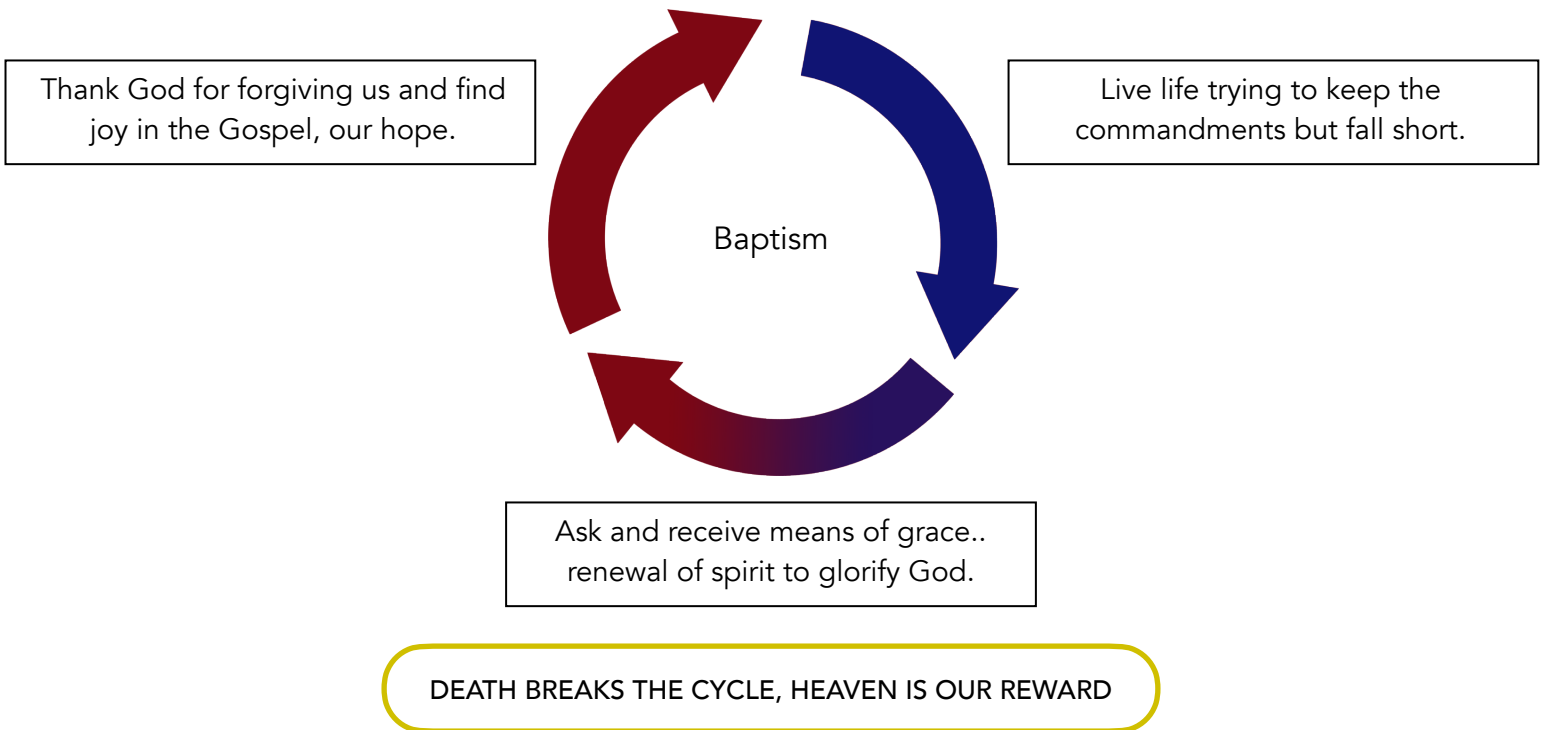 Thank God for forgiving us and find
joy in the Gospel, our hope.
Live life trying to keep the
commandments but fall short.
Baptism
Ask and receive means of grace..
renewal of spirit to glorify God.
DEATH BREAKS THE CYCLE, HEAVEN IS OUR REWARD